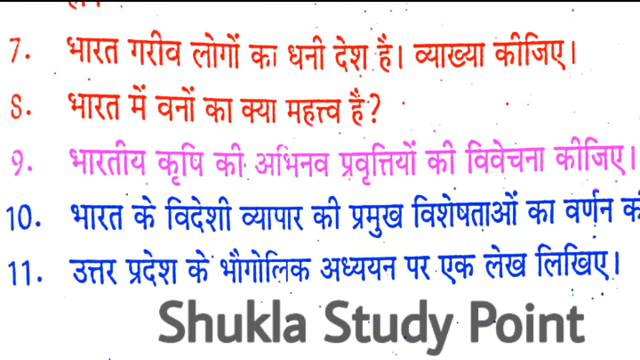 7. भारत गरीव लोगों का धनी देश है। व्याख्या कीजिए।
8. भारत में वनों का क्या महत्त्व है?
9. भारतीय कृषि की अभिनव प्रवृत्तियों की विवेचना कीजिए।
10. भारत के विदेशी व्यापार की प्रमुख विशेषताओं का वर्णन
11. उत्तर प्रदेश के भौगोलिक अध्ययन पर एक लेख लिखिए।
Shukla Study Point